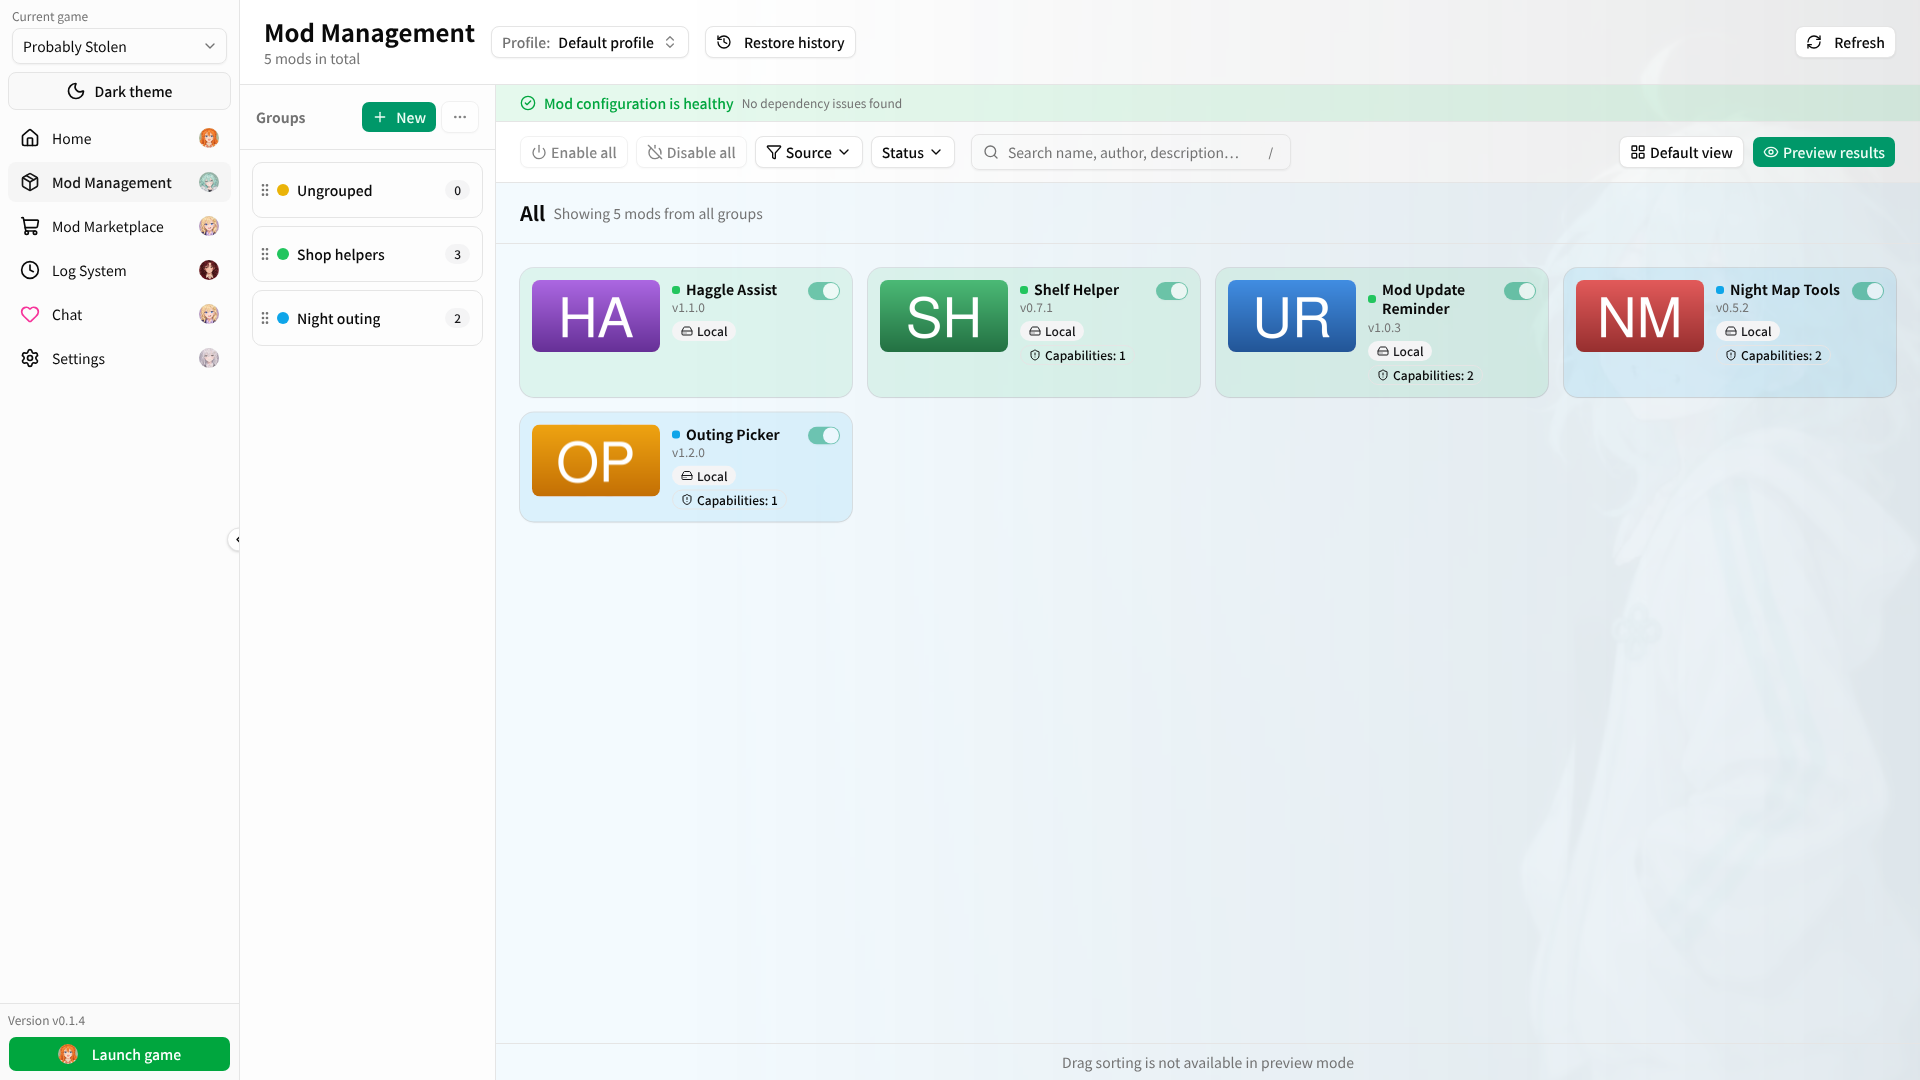 Current game
Probably Stolen
Dark theme
Home
Mod Management
Mod Marketplace
Log System
Chat
Settings
Version v0.1.4
Launch game
Mod Management
5 mods in total
Profile: Default profile
Restore history
Refresh
Groups
New
Ungrouped 0
Shop helpers 3
Night outing 2
Mod configuration is healthy No dependency issues found
Enable all
Disable all
Source
Status
Search name, author, description… /
Default view
Preview results
All Showing 5 mods from all groups
HA
Haggle Assist
v1.1.0
Local
SH
Shelf Helper
v0.7.1
Local
Capabilities: 1
UR
Mod Update
Reminder
v1.0.3
Local
Capabilities: 2
NM
Night Map Tools
v0.5.2
Local
Capabilities: 2
OP
Outing Picker
v1.2.0
Local
Capabilities: 1
Drag sorting is not available in preview mode